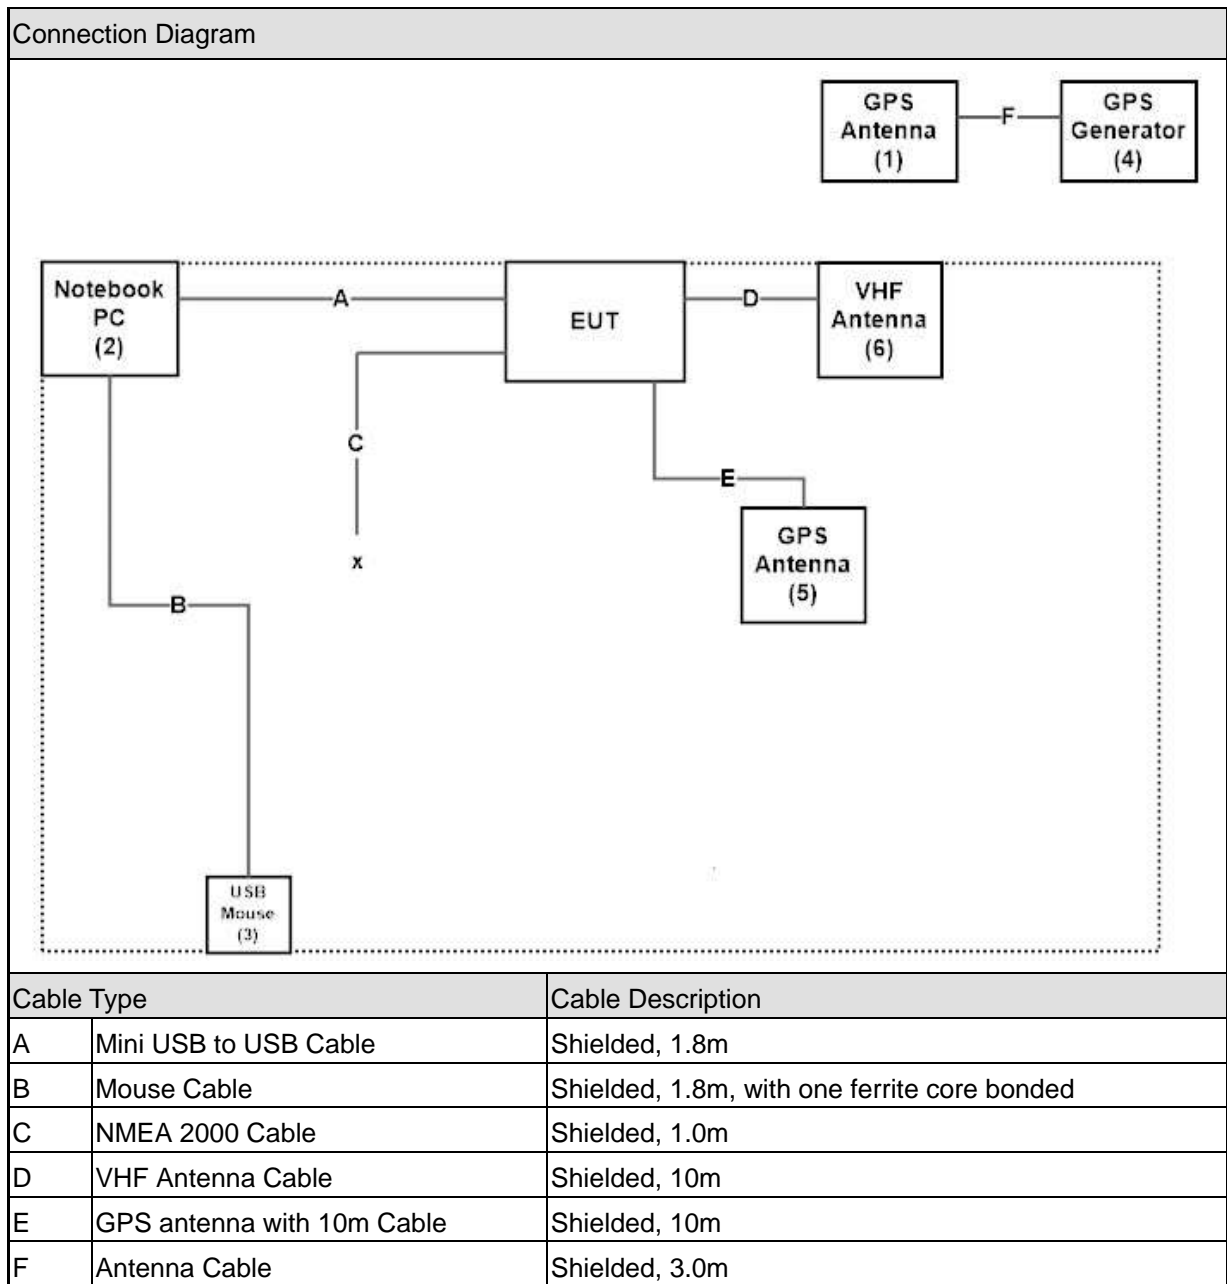 Connection Diagram
GPS
Antenna
(1)
F
GPS
Generator
(4)
Notebook
PC
(2)
A
EUT
D
VHF
Antenna
(6)
C
x
E
GPS
Antenna
(5)
B
USB
Mouse
(3)
Cable Type Cable Description
A Mini USB to USB Cable Shielded, 1.8m
B Mouse Cable Shielded, 1.8m, with one ferrite core bonded
C NMEA 2000 Cable Shielded, 1.0m
D VHF Antenna Cable Shielded, 10m
E GPS antenna with 10m Cable Shielded, 10m
F Antenna Cable Shielded, 3.0m